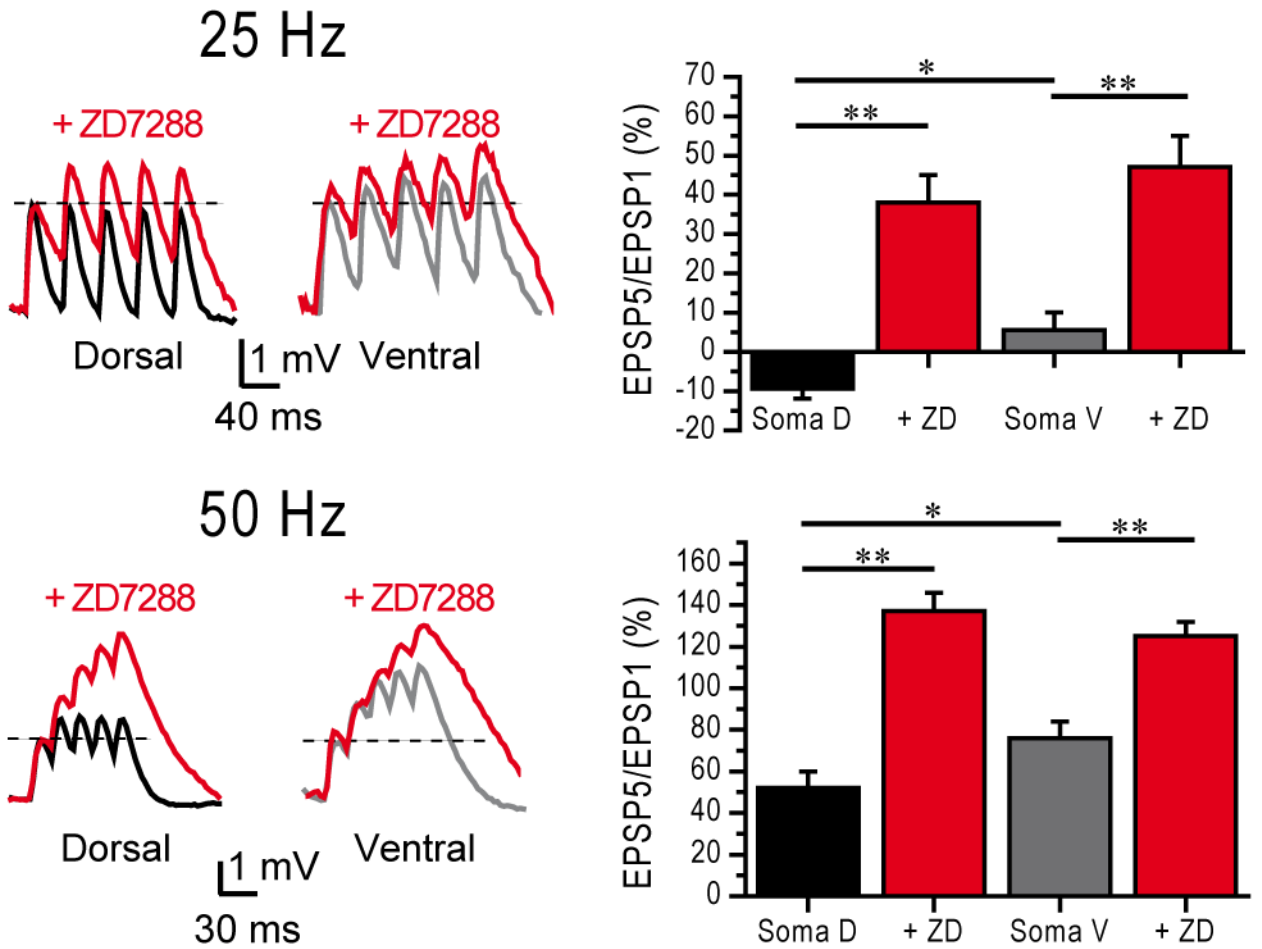 25 Hz
+ ZD7288
+ ZD7288
Dorsal
1 mV
Ventral
40 ms
EPSP5/EPSP1 (%)
70
60
50
40
30
20
10
0
-10
-20
*
**
**
Soma D
+ ZD
Soma V
+ ZD
50 Hz
+ ZD7288
+ ZD7288
Dorsal
1 mV
Ventral
30 ms
EPSP5/EPSP1 (%)
160
140
120
100
80
60
40
20
0
*
**
**
Soma D
+ ZD
Soma V
+ ZD